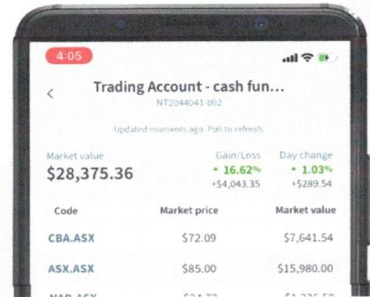 4:05
Trading Account - cash fun...
NT2044041-002
Updated moments ago. Pull to refresh.
Market value Gain/Loss Day change
$28,375.36 16.62% 1.03%
+$4,043.35 +$289.54
Code Market price Market value
CBA.ASX $72.09 $7,641.54
ASX.ASX $85.00 $15,980.00